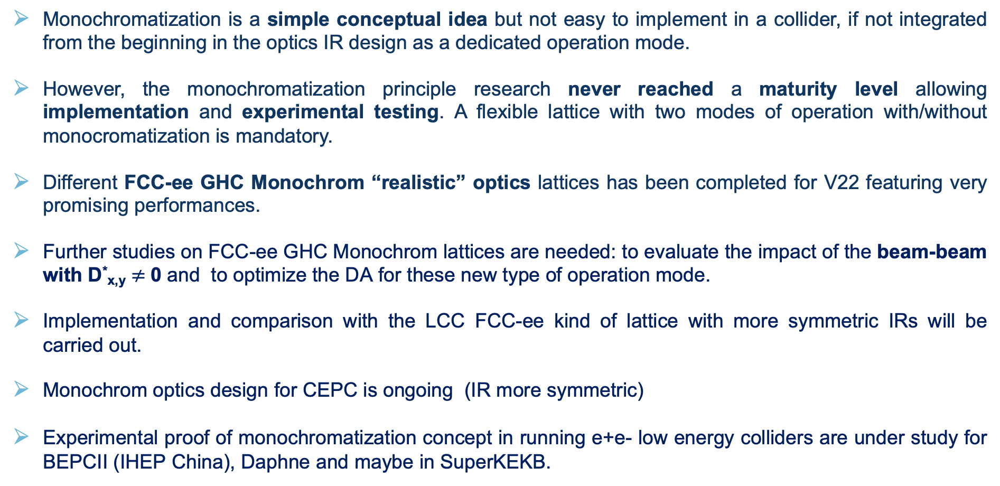 Monochromatization is a simple conceptual idea but not easy to implement in a collider, if not integrated
from the beginning in the optics IR design as a dedicated operation mode.
However, the monochromatization principle research never reached a maturity level allowing
implementation and experimental testing. A flexible lattice with two modes of operation with/without
monocromatization is mandatory.
Different FCC-ee GHC Monochrom “realistic” optics lattices has been completed for V22 featuring very
promising performances.
Further studies on FCC-ee GHC Monochrom lattices are needed: to evaluate the impact of the beam-beam
with D*x,y ≠ 0 and to optimize the DA for these new type of operation mode.
Implementation and comparison with the LCC FCC-ee kind of lattice with more symmetric IRs will be
carried out.
Monochrom optics design for CEPC is ongoing (IR more symmetric)
Experimental proof of monochromatization concept in running e+e- low energy colliders are under study for
BEPCII (IHEP China), Daphne and maybe in SuperKEKB.